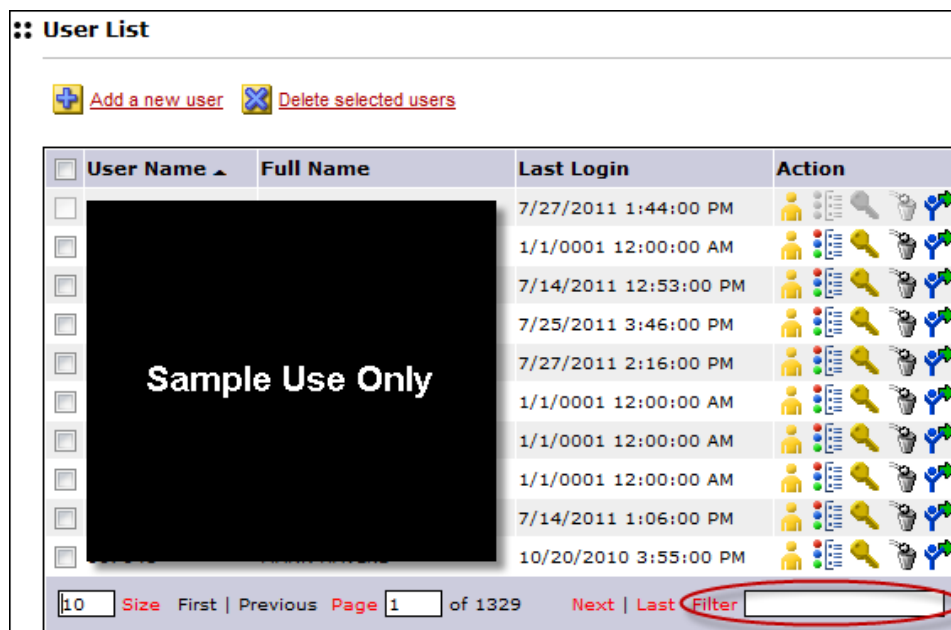 User List
Add a new user Delete selected users
User Name Full Name Last Login Action
7/27/2011 1:44:00 PM
1/1/0001 12:00:00 AM
7/14/2011 12:53:00 PM
7/25/2011 3:46:00 PM
7/27/2011 2:16:00 PM
Sample Use Only
1/1/0001 12:00:00 AM
1/1/0001 12:00:00 AM
1/1/0001 12:00:00 AM
7/14/2011 1:06:00 PM
10/20/2010 3:55:00 PM
10 Size First | Previous Page 1 of 1329 Next | Last Filter